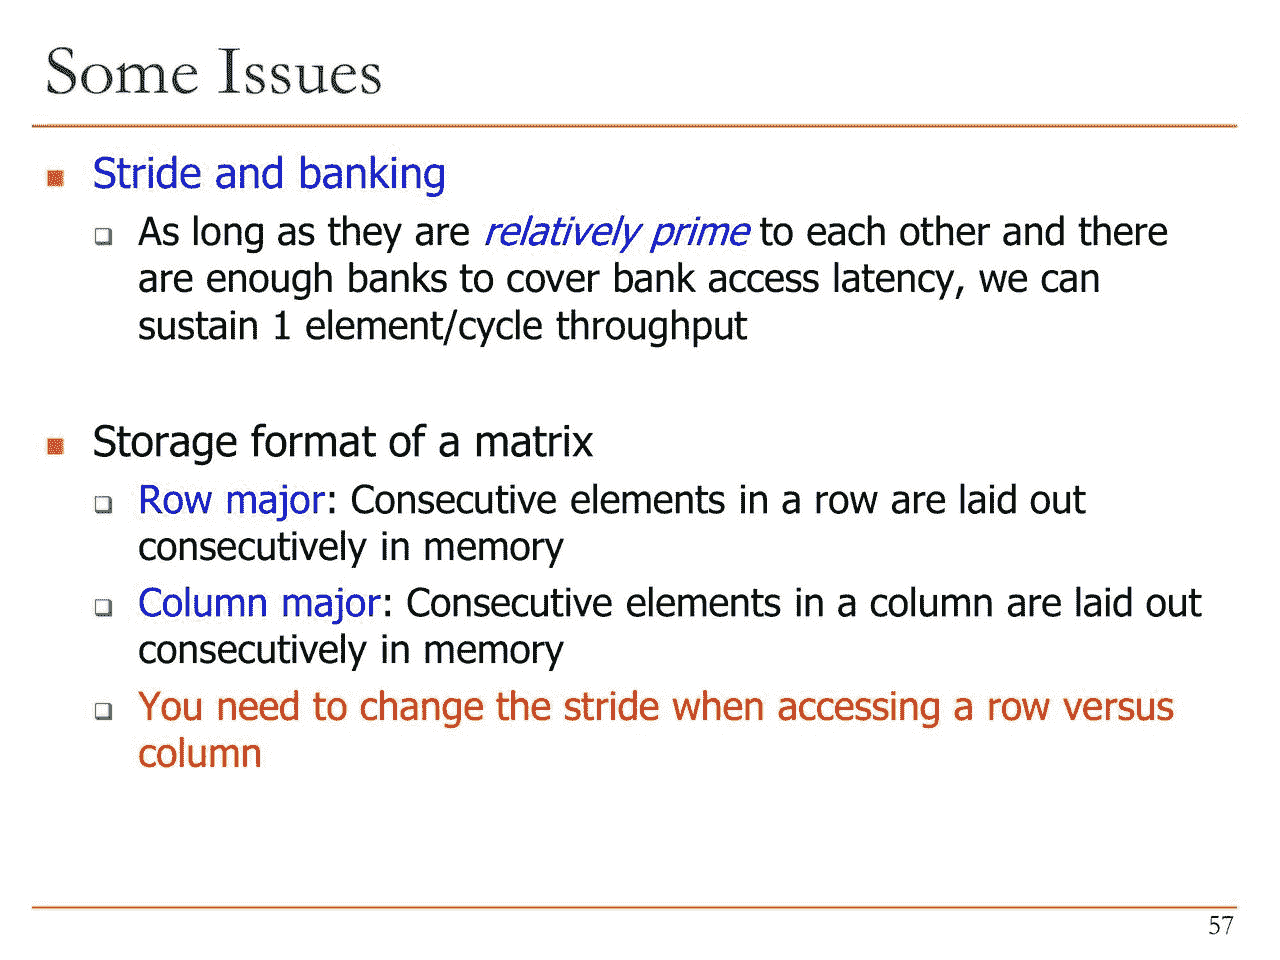 Some Issues
Stride and banking
As long as they are relatively prime to each other and there
are enough banks to cover bank access latency, we can
sustain 1 element/cycle throughput
Storage format of a matrix
Row major: Consecutive elements in a row are laid out
consecutively in memory
Column major: Consecutive elements in a column are laid out
consecutively in memory
You need to change the stride when accessing a row versus
column
57